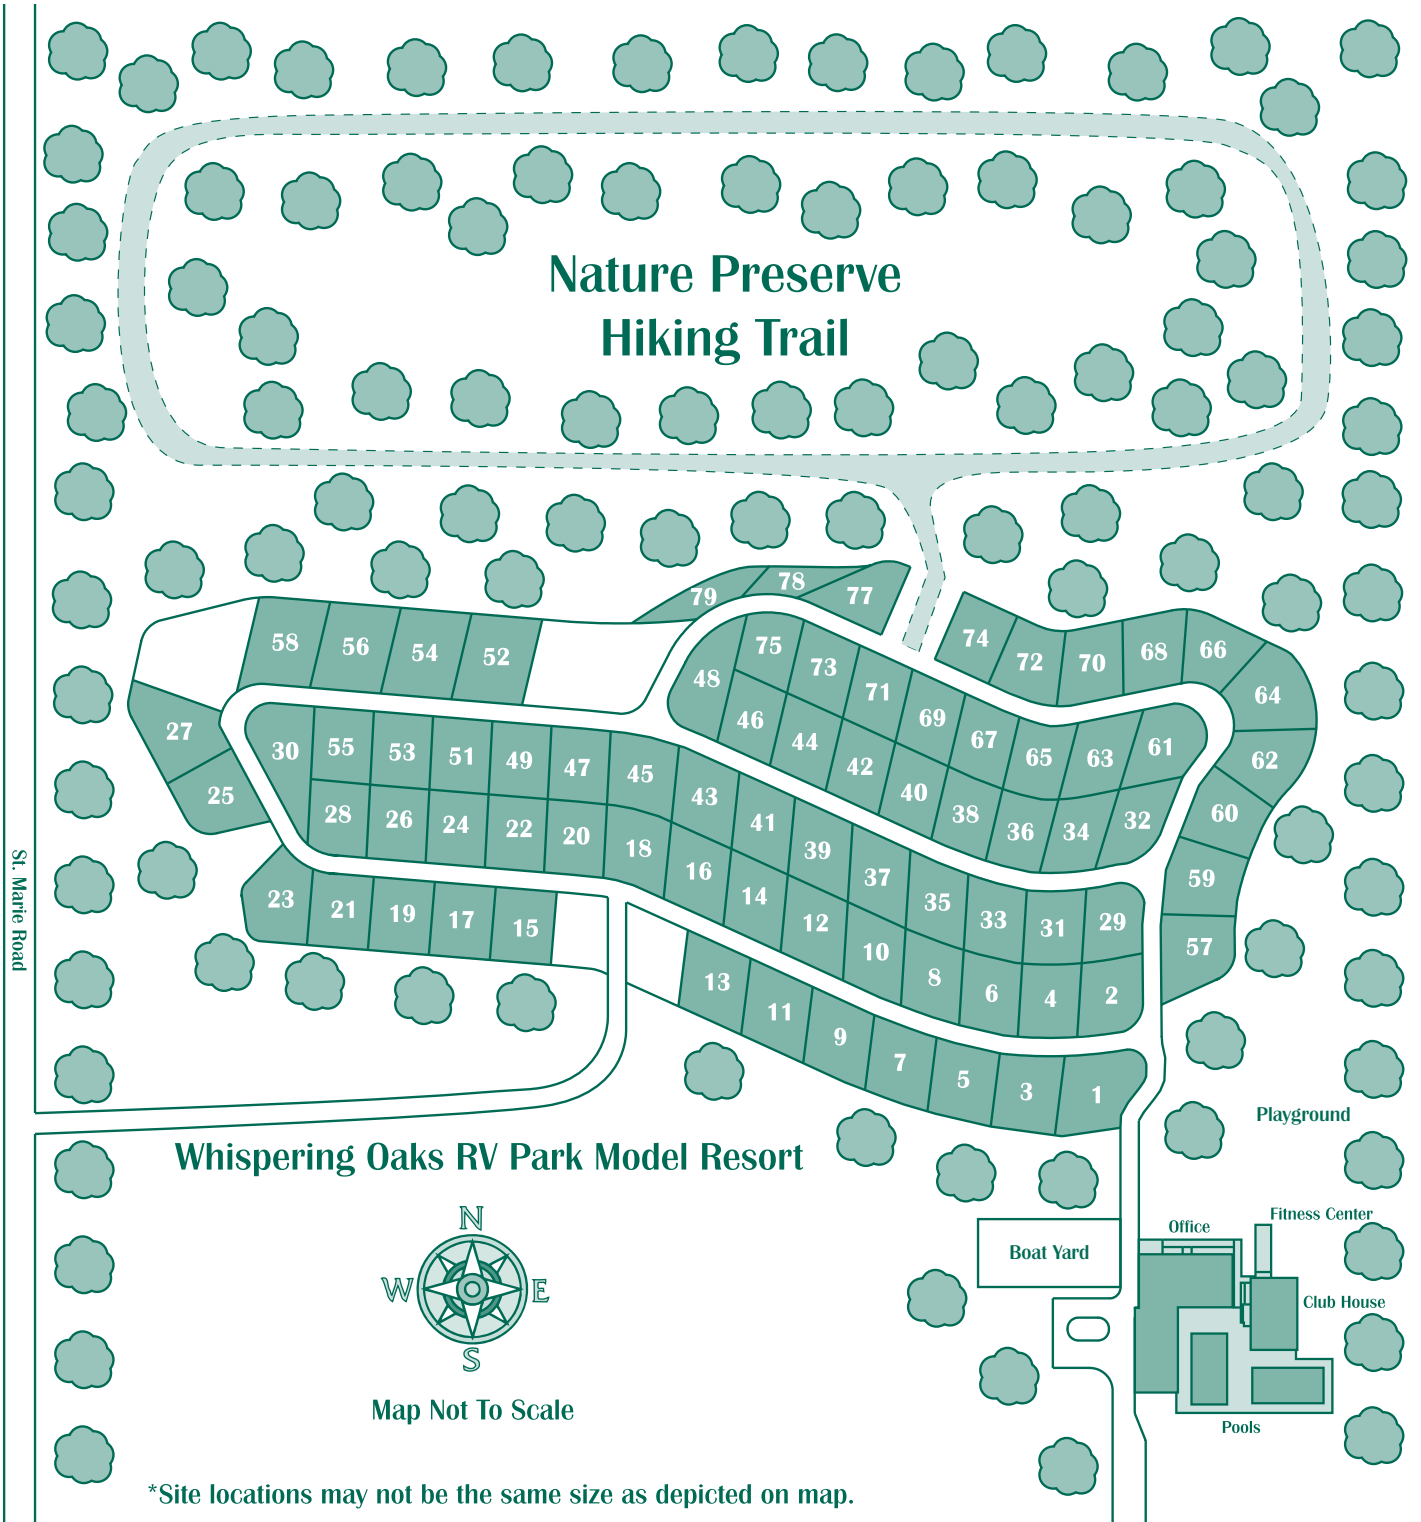 Nature Preserve
Hiking Trail
79 78 77
58 56 54 52
75 73 71 69 67 65 63 61
74 72 70 68 66 64 62 60 59 57
48 46 44 42 40 38 36 34 32
27 25
30 55 53 51 49 47 45 43 41 39 37 35 33 31 29
28 26 24 22 20 18 16 14 12 10 8 6 4 2
23 21 19 17 15
13 11 9 7 5 3 1
St. Marie Road
Playground
Whispering Oaks RV Park Model Resort
N
W E
S
Fitness Center
Office
Boat Yard
Club House
Pools
Map Not To Scale
*Site locations may not be the same size as depicted on map.